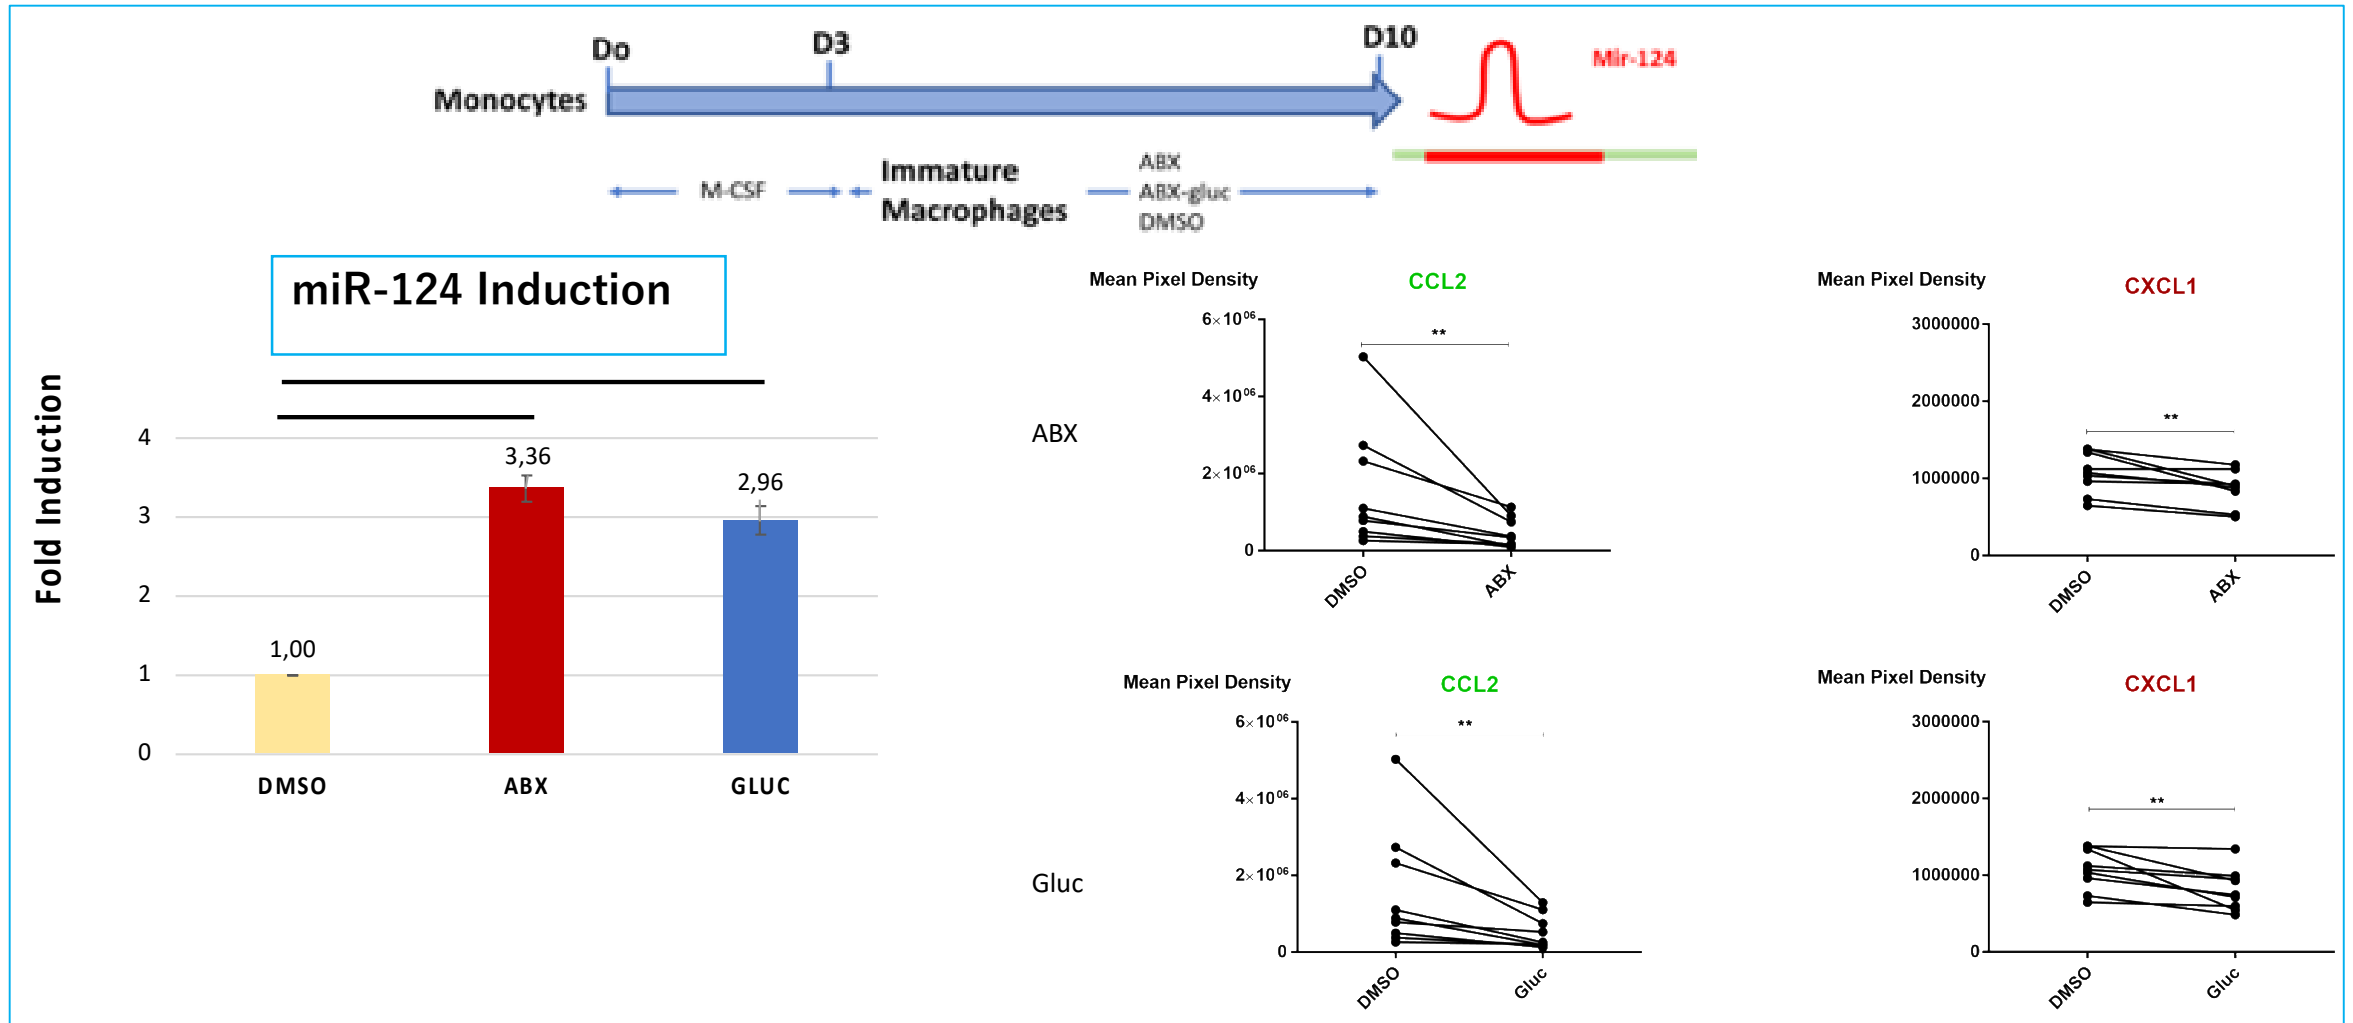 Do
D3
D10
Mir-124
Monocytes
M-CSF
Immature
Macrophages
ABX
ABX-gluc
DMSO
miR-124 Induction
Fold Induction
4
3
2
1
0
1,00
3,36
2,96
DMSO
ABX
GLUC
ABX
Mean Pixel Density
CCL2
6×10⁰⁶
4×10⁰⁶
2×10⁰⁶
0
**
DMSO
ABX
Mean Pixel Density
CXCL1
3000000
2000000
1000000
0
**
DMSO
ABX
Gluc
Mean Pixel Density
CCL2
6×10⁰⁶
4×10⁰⁶
2×10⁰⁶
0
**
DMSO
Gluc
Mean Pixel Density
CXCL1
3000000
2000000
1000000
0
**
DMSO
Gluc